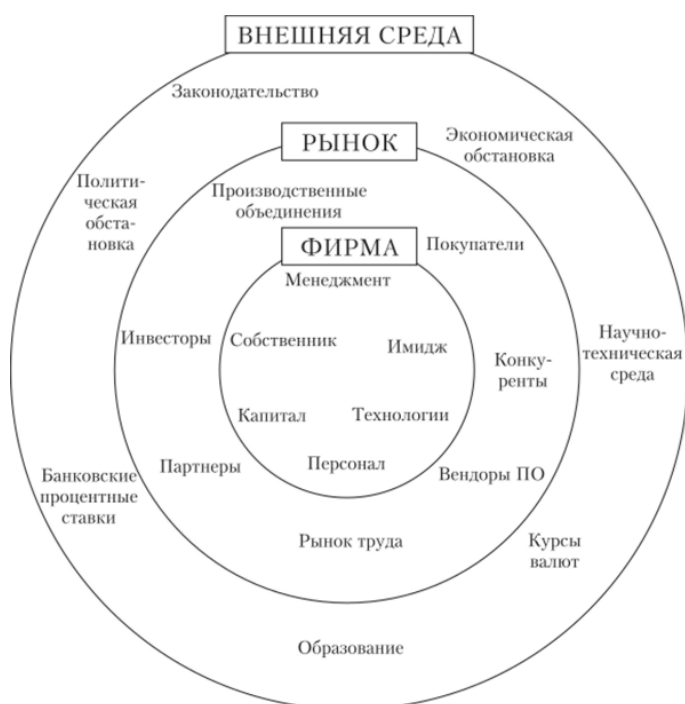 ВНЕШНЯЯ СРЕДА
Законодательство
Экономическая
обстановка
РЫНОК
Полити-
ческая
обста-
новка
Производственные
объединения
ФИРМА
Покупатели
Менеджмент
Инвесторы
Собственник
Имидж
Научно-
техническая
среда
Конку-
ренты
Капитал
Технологии
Партнеры
Персонал
Вендоры ПО
Банковские
процентные
ставки
Рынок труда
Курсы
валют
Образование